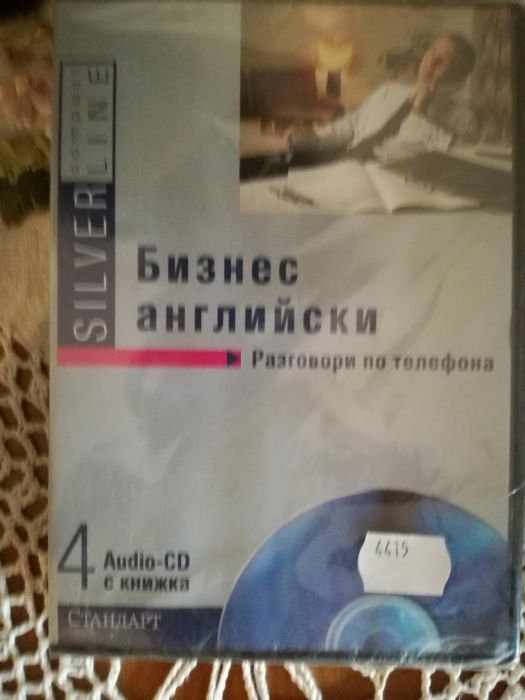 SILVER
LINE
Бизнес
английски
Разговори по телефона
4 Audio-CD
с книжка
4415
СТАНДАРТ